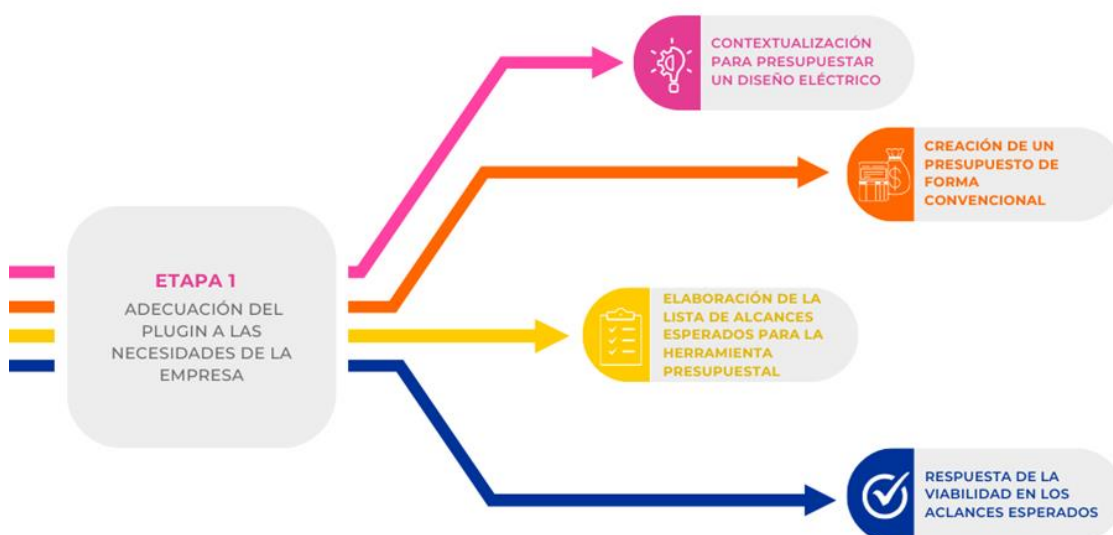 CONTEXTUALIZACIÓN
PARA PRESUPUESTAR
UN DISEÑO ELÉCTRICO
CREACIÓN DE UN
PRESUPUESTO DE
FORMA
CONVENCIONAL
ETAPA 1
ADECUACIÓN DEL
PLUGIN A LAS
NECESIDADES DE LA
EMPRESA
ELABORACIÓN DE LA
LISTA DE ALCANCES
ESPERADOS PARA LA
HERRAMIENTA
PRESUPUESTAL
RESPUESTA DE LA
VIABILIDAD EN LOS
ACLANCES ESPERADOS